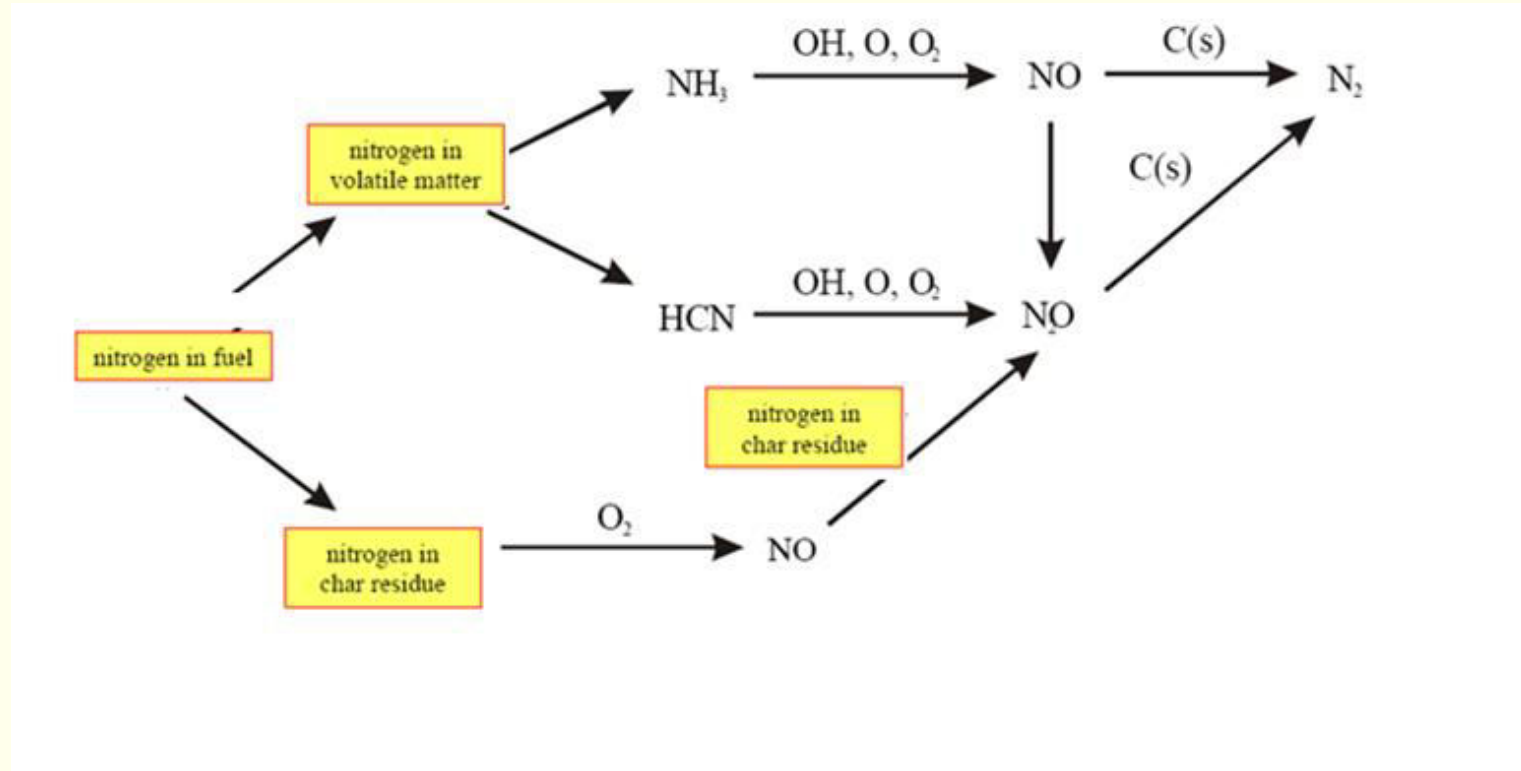 OH, O, O₂
C(s)
NH₃
NO
N₂
nitrogen in
volatile matter
C(s)
OH, O, O₂
HCN
N₂O
nitrogen in fuel
nitrogen in
char residue
O₂
nitrogen in
char residue
NO